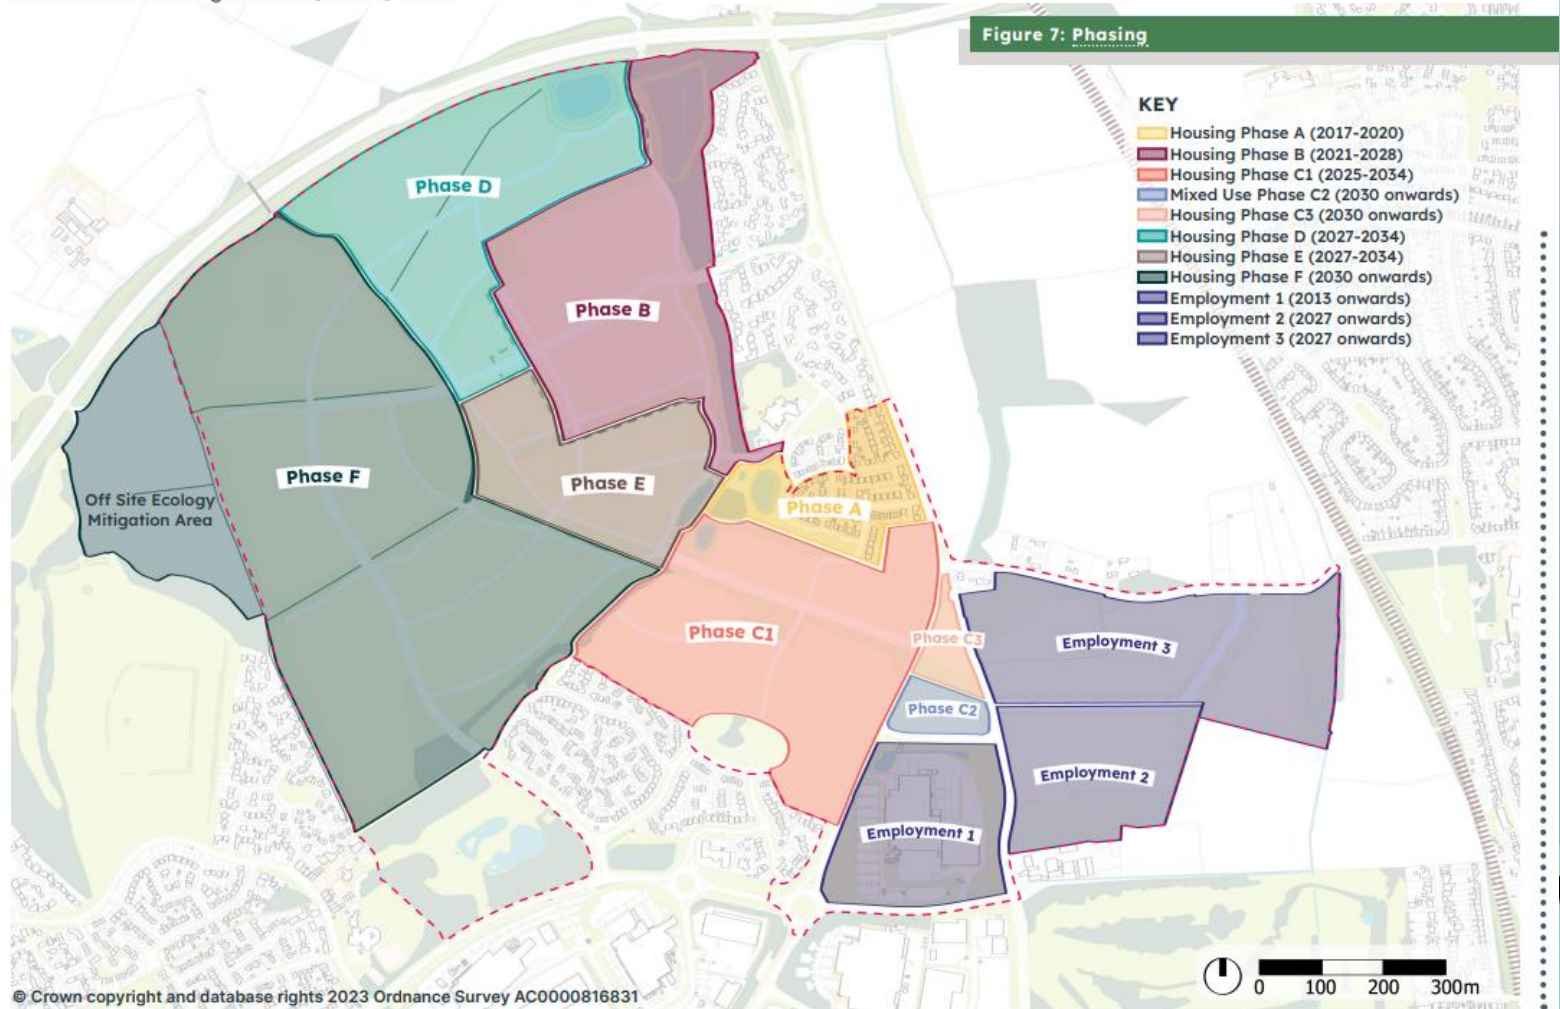 Figure 7: Phasing
KEY
Housing Phase A (2017-2020)
Housing Phase B (2021-2028)
Housing Phase C1 (2025-2034)
Mixed Use Phase C2 (2030 onwards)
Housing Phase C3 (2030 onwards)
Housing Phase D (2027-2034)
Housing Phase E (2027-2034)
Housing Phase F (2030 onwards)
Employment 1 (2013 onwards)
Employment 2 (2027 onwards)
Employment 3 (2027 onwards)
Phase D
Phase B
Phase F
Phase E
Off Site Ecology
Mitigation Area
Phase A
Phase C1
Phase C3
Employment 3
Phase C2
Employment 2
Employment 1
0 100 200 300m
© Crown copyright and database rights 2023 Ordnance Survey AC0000816831